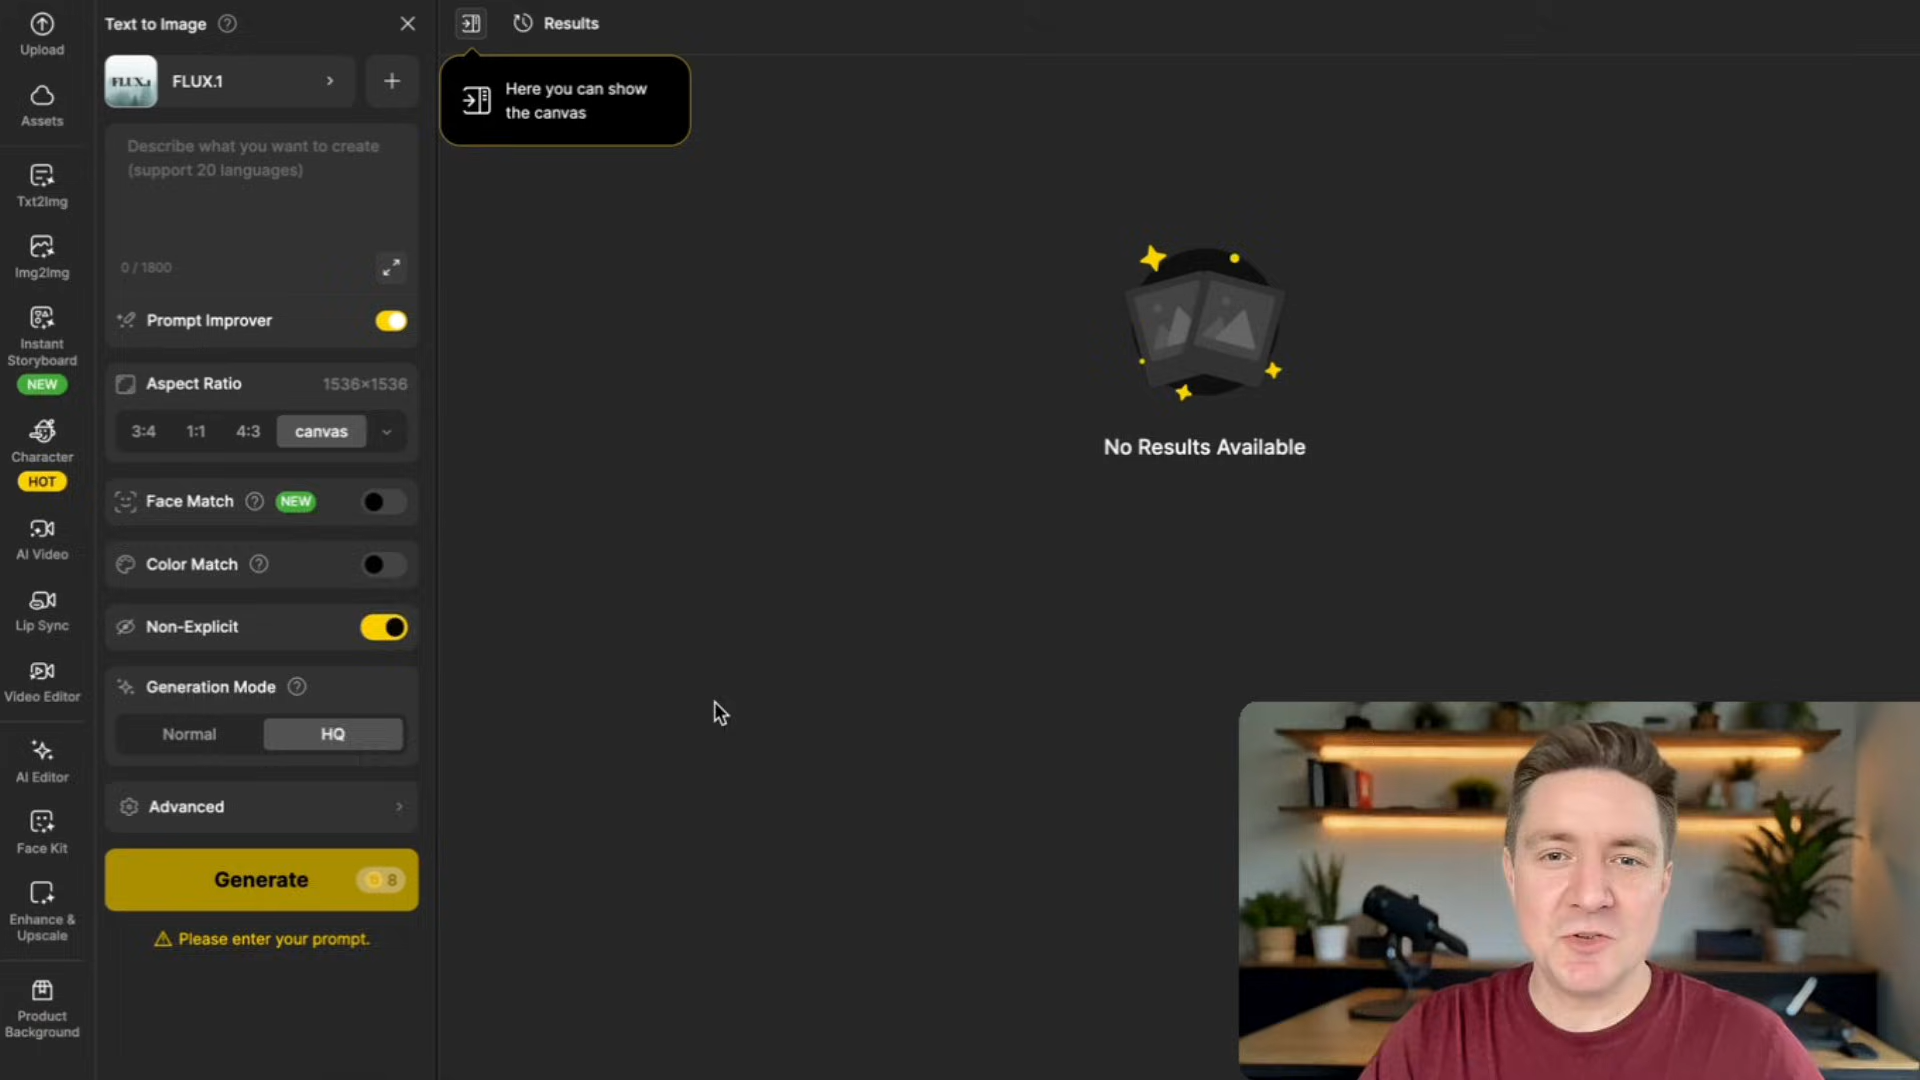 Upload
Assets
Txt2Img
Img2Img
Instant
Storyboard
NEW
Character
HOT
AI Video
Lip Sync
Video Editor
AI Editor
Face Kit
Enhance &
Upscale
Product
Background
Text to Image
FLUX.1
FLUX.1
Describe what you want to create
(support 20 languages)
0 / 1800
Prompt Improver
Aspect Ratio 1536×1536
3:4 1:1 4:3 canvas
Face Match NEW
Color Match
Non-Explicit
Generation Mode
Normal HQ
Advanced
Generate 8
Please enter your prompt.
Results
Here you can show
the canvas
No Results Available